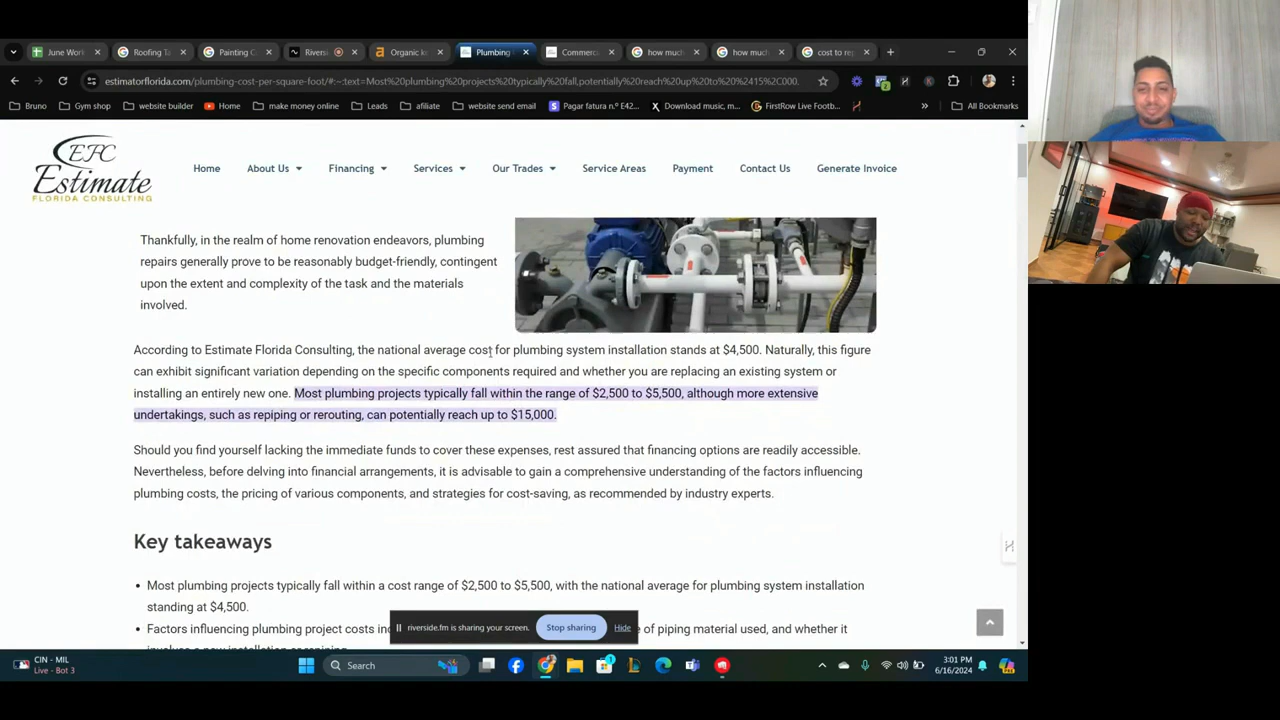 June Worl
Roofing Ta
Painting C
Riversi
Organic k
Plumbing
Commerc
how much
how much
cost to re
estimatorflorida.com/plumbing-cost-per-square-foot/#:~:text=Most%20plumbing%20projects%20typically%20fall,potentially%20reach%20up%20to%20%2415%2C000.
Bruno
Gym shop
website builder
Home
make money online
Leads
afiliate
website send email
Pagar fatura n.º E42...
Download music, m...
FirstRow Live Footb...
All Bookmarks
EFC
Estimate
FLORIDA CONSULTING
Home
About Us
Financing
Services
Our Trades
Service Areas
Payment
Contact Us
Generate Invoice
Thankfully, in the realm of home renovation endeavors, plumbing
repairs generally prove to be reasonably budget-friendly, contingent
upon the extent and complexity of the task and the materials
involved.
According to Estimate Florida Consulting, the national average cost for plumbing system installation stands at $4,500. Naturally, this figure
can exhibit significant variation depending on the specific components required and whether you are replacing an existing system or
installing an entirely new one. Most plumbing projects typically fall within the range of $2,500 to $5,500, although more extensive
undertakings, such as repiping or rerouting, can potentially reach up to $15,000.
Should you find yourself lacking the immediate funds to cover these expenses, rest assured that financing options are readily accessible.
Nevertheless, before delving into financial arrangements, it is advisable to gain a comprehensive understanding of the factors influencing
plumbing costs, the pricing of various components, and strategies for cost-saving, as recommended by industry experts.
Key takeaways
• Most plumbing projects typically fall within a cost range of $2,500 to $5,500, with the national average for plumbing system installation
standing at $4,500.
• Factors influencing plumbing project costs inc
e of piping material used, and whether it
riverside.fm is sharing your screen.
Stop sharing
Hide
CIN - MIL
Live - Bot 3
Search
3:01 PM
6/16/2024